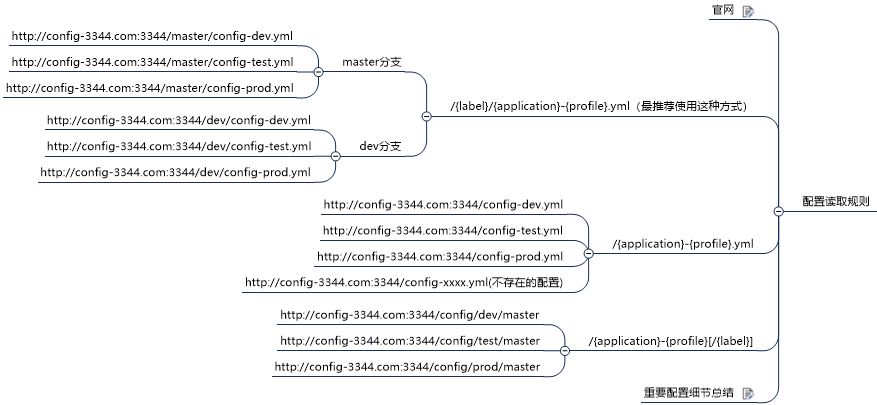 官网
http://config-3344.com:3344/master/config-dev.yml
http://config-3344.com:3344/master/config-test.yml
http://config-3344.com:3344/master/config-prod.yml
master分支
http://config-3344.com:3344/dev/config-dev.yml
http://config-3344.com:3344/dev/config-test.yml
http://config-3344.com:3344/dev/config-prod.yml
dev分支
/{label}/{application}-{profile}.yml（最推荐使用这种方式）
http://config-3344.com:3344/config-dev.yml
http://config-3344.com:3344/config-test.yml
http://config-3344.com:3344/config-prod.yml
http://config-3344.com:3344/config-xxxx.yml(不存在的配置)
/{application}-{profile}.yml
配置读取规则
http://config-3344.com:3344/config/dev/master
http://config-3344.com:3344/config/test/master
http://config-3344.com:3344/config/prod/master
/{application}-{profile}[/{label}]
重要配置细节总结